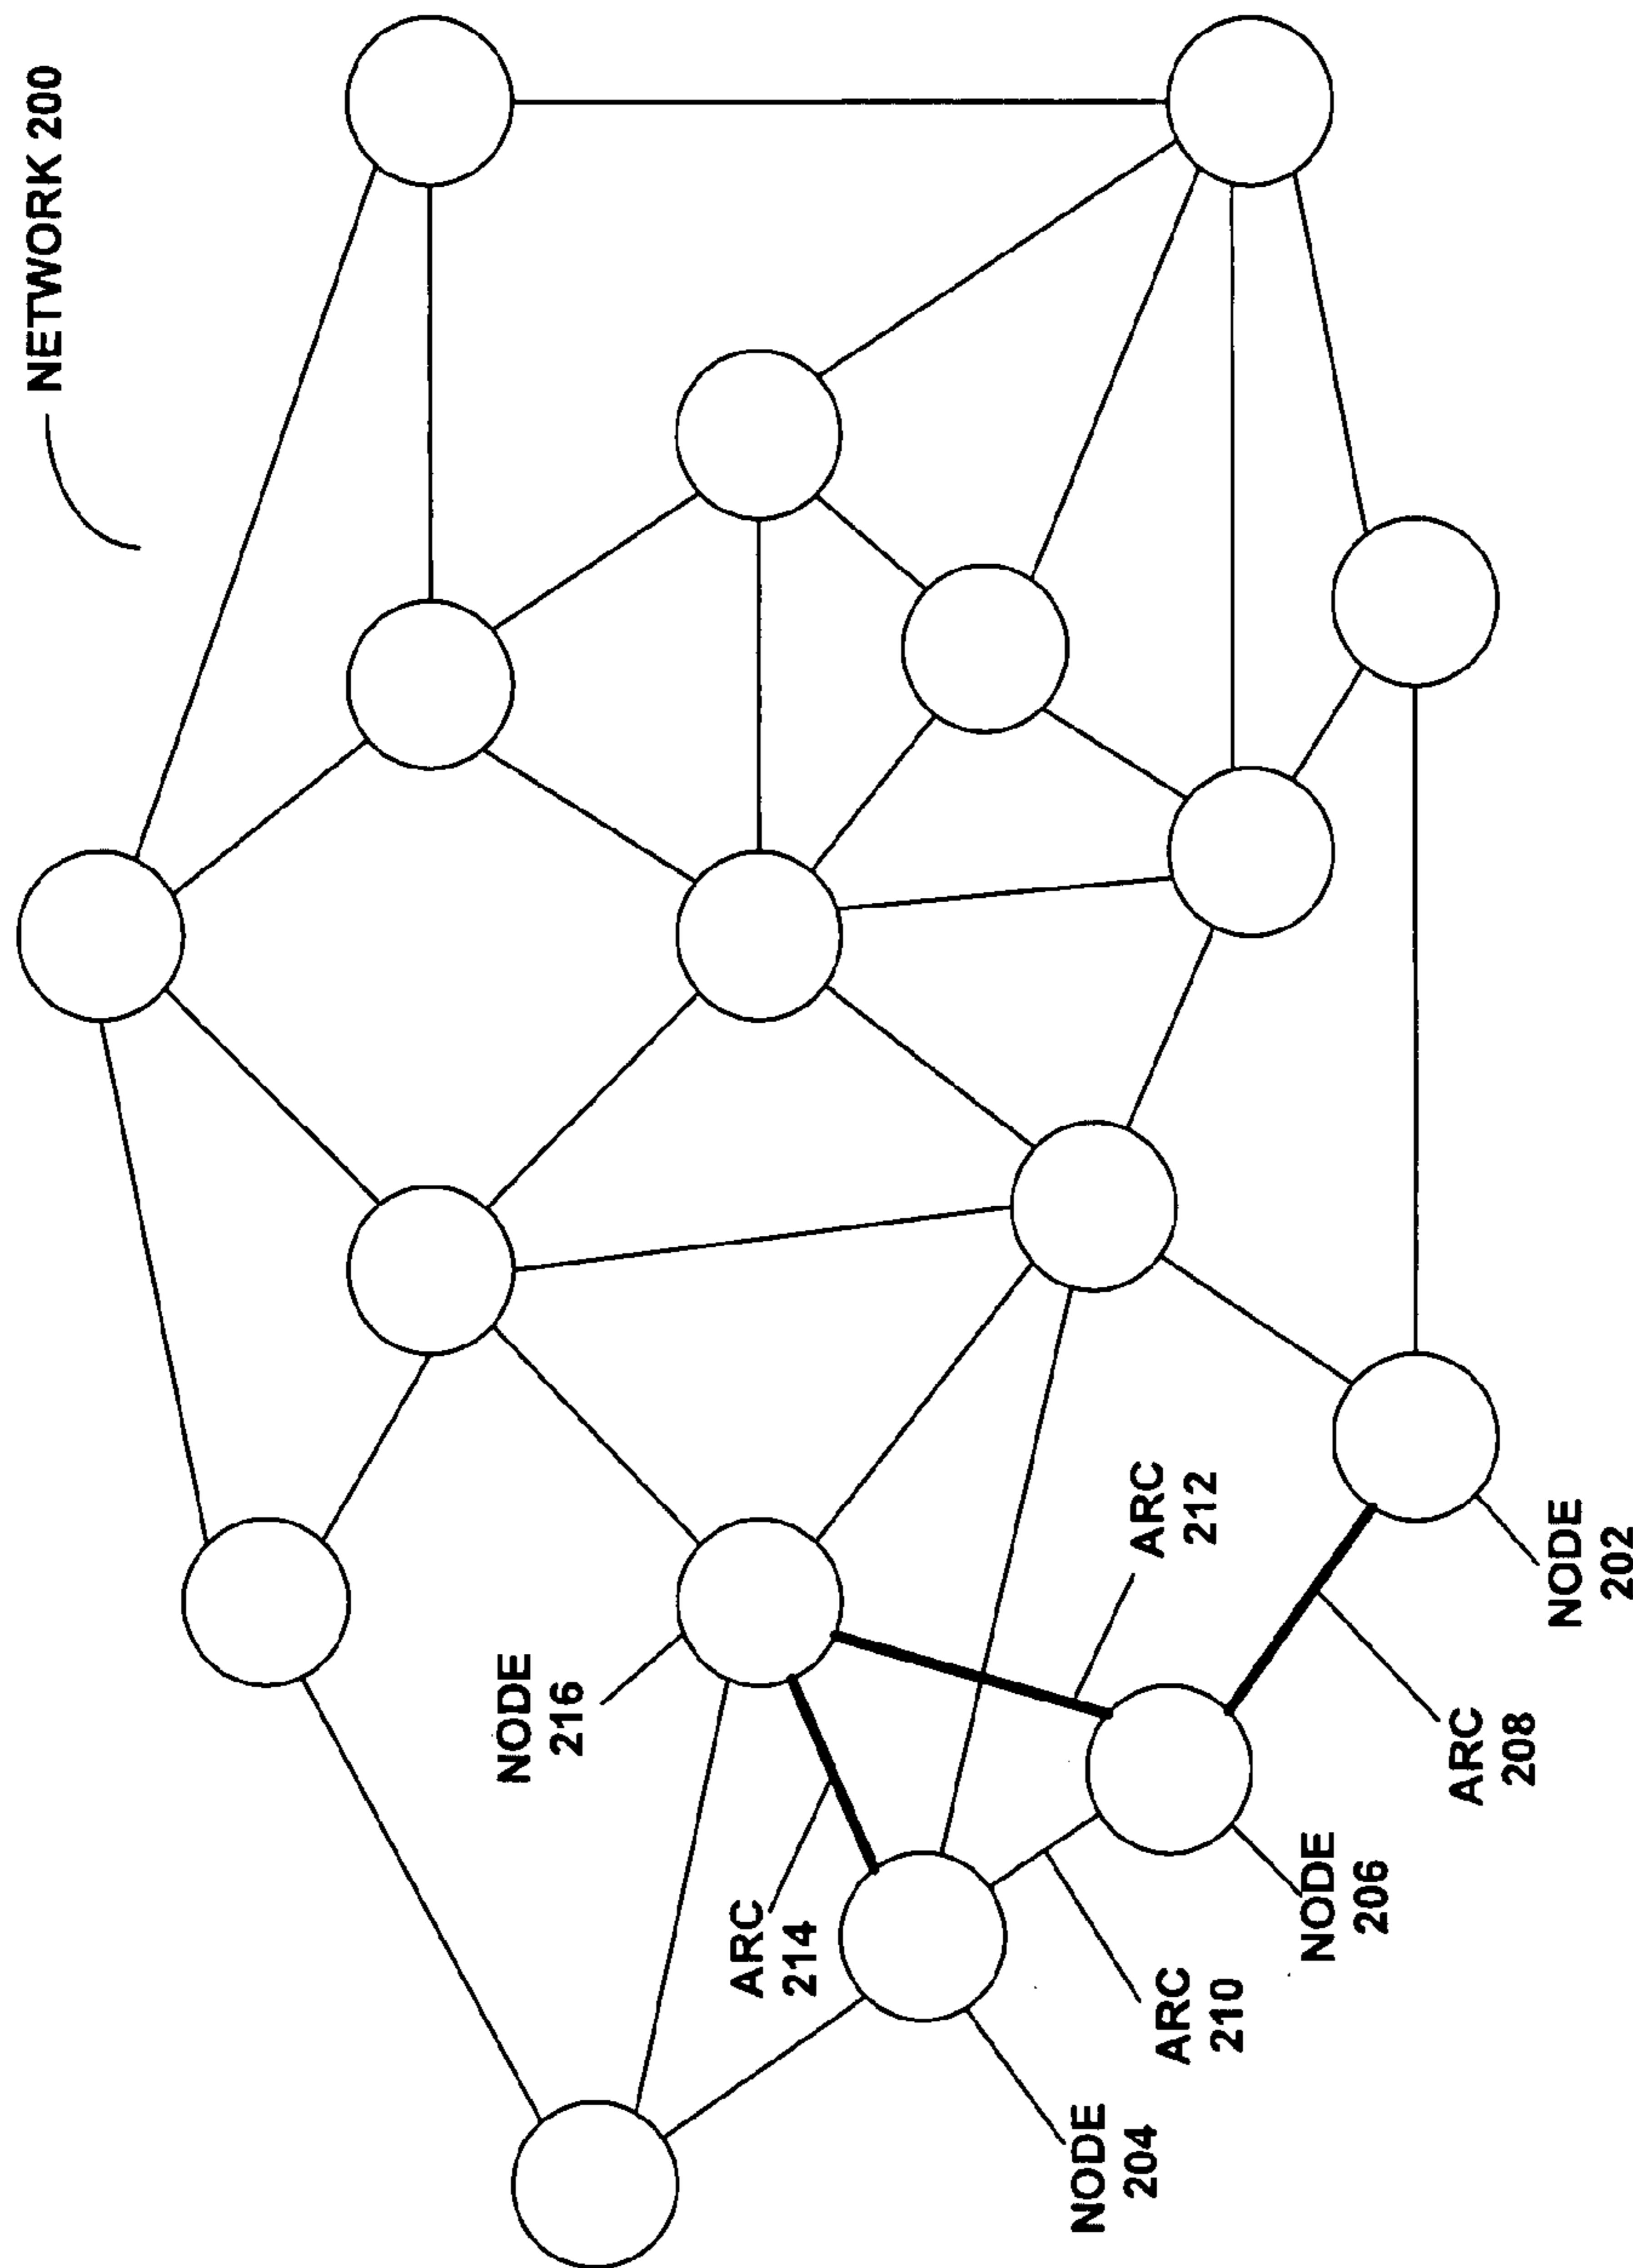 NETWORK 200
NODE
216
ARC
214
NODE
204
ARC
210
NODE
206
ARC
212
ARC
208
NODE
202